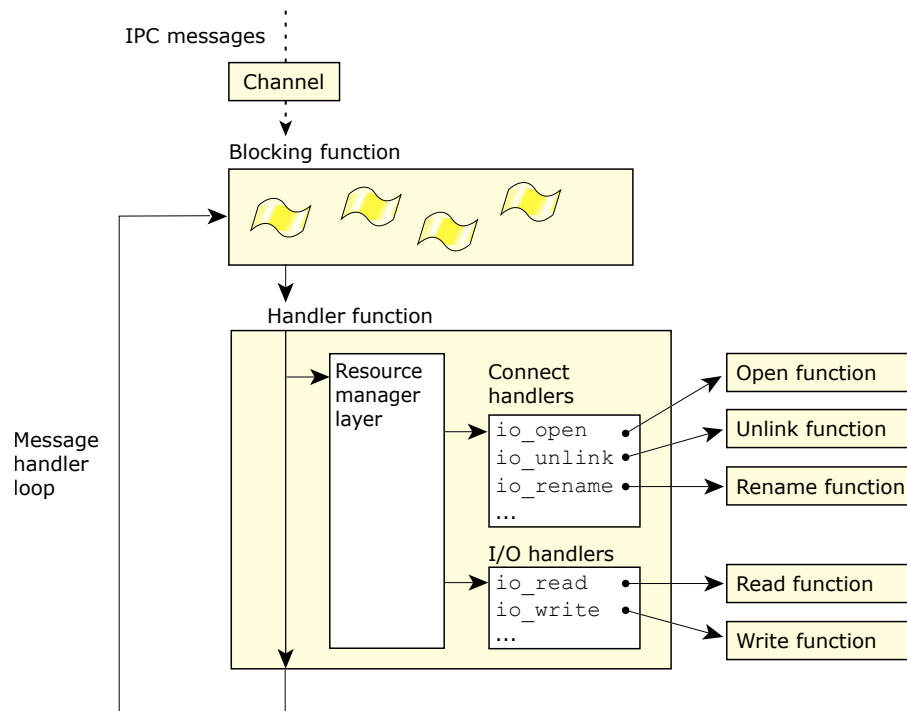 IPC messages
Channel
Blocking function
Handler function
Resource
manager
layer
Connect
handlers
io_open
io_unlink
io_rename
...
I/O handlers
io_read
io_write
...
Open function
Unlink function
Rename function
Read function
Write function
Message
handler
loop